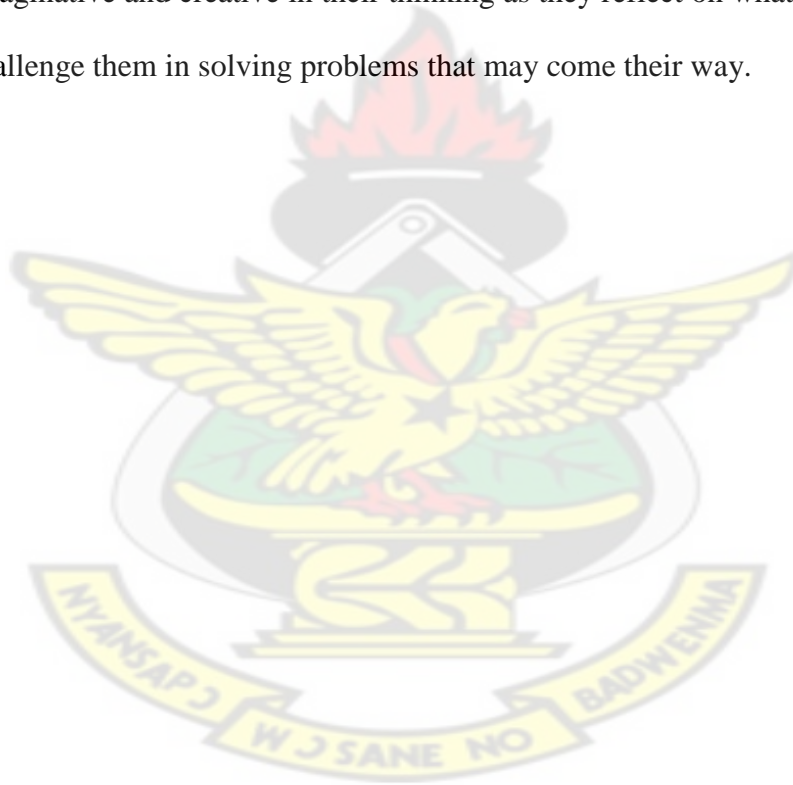 and creative in their thinking as they reflect on what
them in solving problems that may come their way.
NYANSAPƆ
WƆSANE NO
BADWENMA